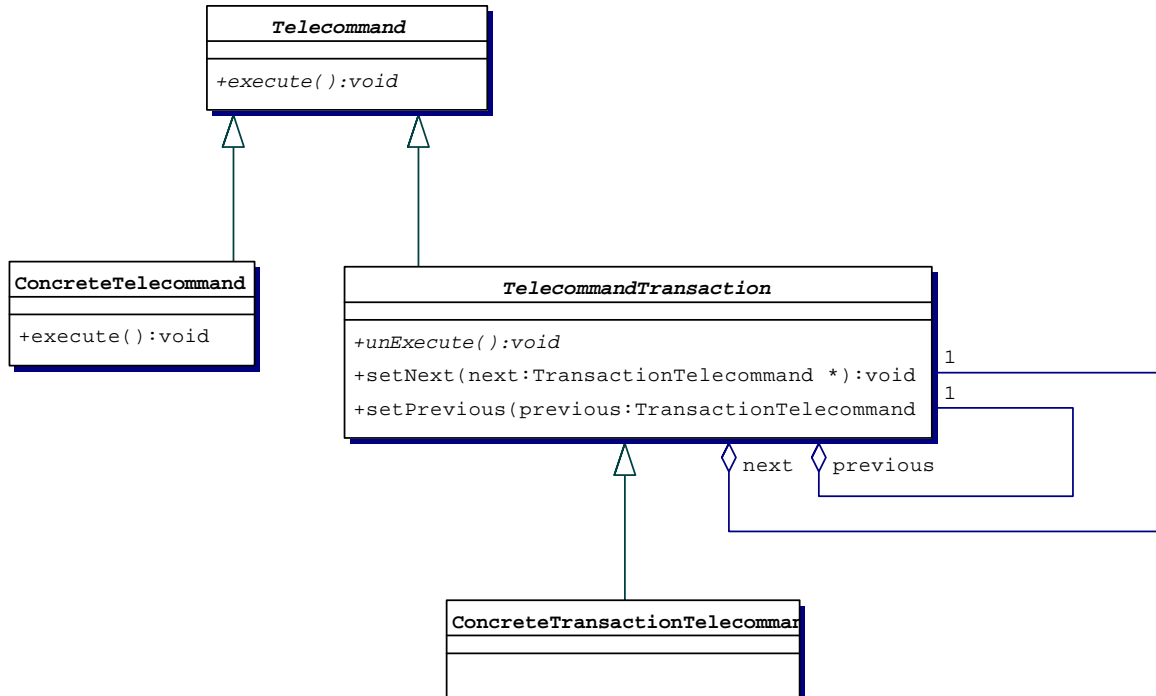 Telecommand
+execute():void
ConcreteTelecommand
+execute():void
TelecommandTransaction
+unExecute():void
+setNext(next:TransactionTelecommand *):void
+setPrevious(previous:TransactionTelecommand
1
1
next
previous
ConcreteTransactionTelecomman